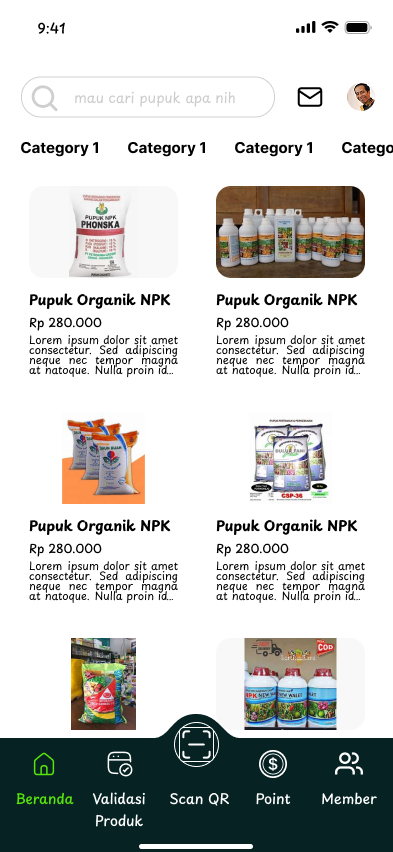 9:41
mau cari pupuk apa nih
Category 1 Category 1 Category 1 Catego
PUPUK NPK
PHONSKA
Pupuk Organik NPK
Rp 280.000
Lorem ipsum dolor sit amet
consectetur. Sed adipiscing
neque nec tempor magna
at natoque. Nulla proin id...
Pupuk Organik NPK
Rp 280.000
Lorem ipsum dolor sit amet
consectetur. Sed adipiscing
neque nec tempor magna
at natoque. Nulla proin id...
CSP-36
Pupuk Organik NPK
Rp 280.000
Lorem ipsum dolor sit amet
consectetur. Sed adipiscing
neque nec tempor magna
at natoque. Nulla proin id...
Pupuk Organik NPK
Rp 280.000
Lorem ipsum dolor sit amet
consectetur. Sed adipiscing
neque nec tempor magna
at natoque. Nulla proin id...
COD
Beranda
Validasi
Produk
Scan QR
Point
Member